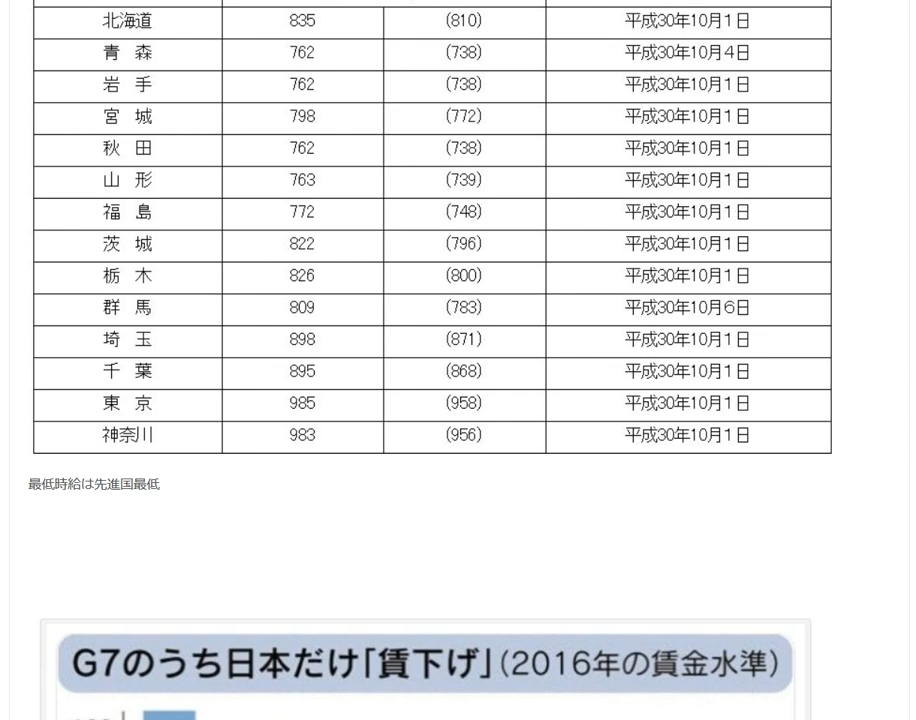 北海道 835 (810) 平成30年10月1日
青 森 762 (738) 平成30年10月4日
岩 手 762 (738) 平成30年10月1日
宮 城 798 (772) 平成30年10月1日
秋 田 762 (738) 平成30年10月1日
山 形 763 (739) 平成30年10月1日
福 島 772 (748) 平成30年10月1日
茨 城 822 (796) 平成30年10月1日
栃 木 826 (800) 平成30年10月1日
群 馬 809 (783) 平成30年10月6日
埼 玉 898 (871) 平成30年10月1日
千 葉 895 (868) 平成30年10月1日
東 京 985 (958) 平成30年10月1日
神奈川 983 (956) 平成30年10月1日
最低時給は先進国最低
G7のうち日本だけ「賃下げ」(2016年の賃金水準)